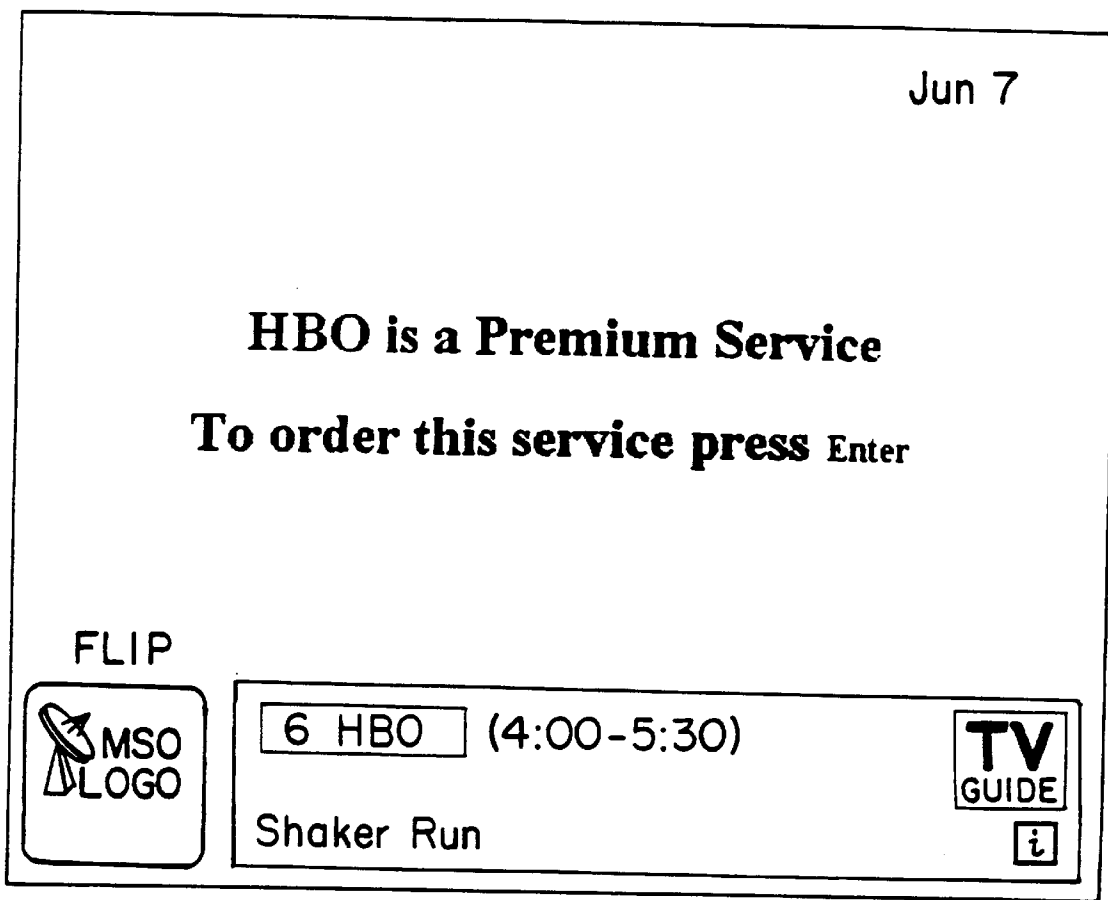 Jun 7
HBO is a Premium Service
To order this service press Enter
FLIP
MSO
LOGO
6 HBO (4:00-5:30)
TV
GUIDE
Shaker Run
i